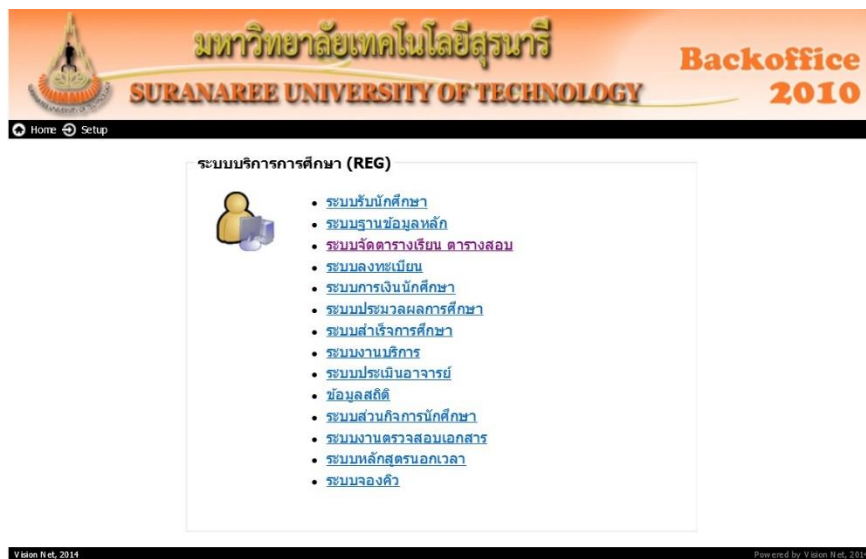 มหาวิทยาลัยเทคโนโลยีสุรนารี
SURANAREE UNIVERSITY OF TECHNOLOGY
Backoffice
2010
Home Setup
ระบบบริการการศึกษา (REG)
• ระบบรับนักศึกษา
• ระบบฐานข้อมูลหลัก
• ระบบจัดตารางเรียน ตารางสอบ
• ระบบลงทะเบียน
• ระบบการเงินนักศึกษา
• ระบบประมวลผลการศึกษา
• ระบบสำเร็จการศึกษา
• ระบบงานบริการ
• ระบบประเมินอาจารย์
• ข้อมูลสถิติ
• ระบบส่วนกิจการนักศึกษา
• ระบบงานตรวจสอบเอกสาร
• ระบบหลักสูตรนอกเวลา
• ระบบจองคิว
Vision Net, 2014
Powered by Vision Net, 201